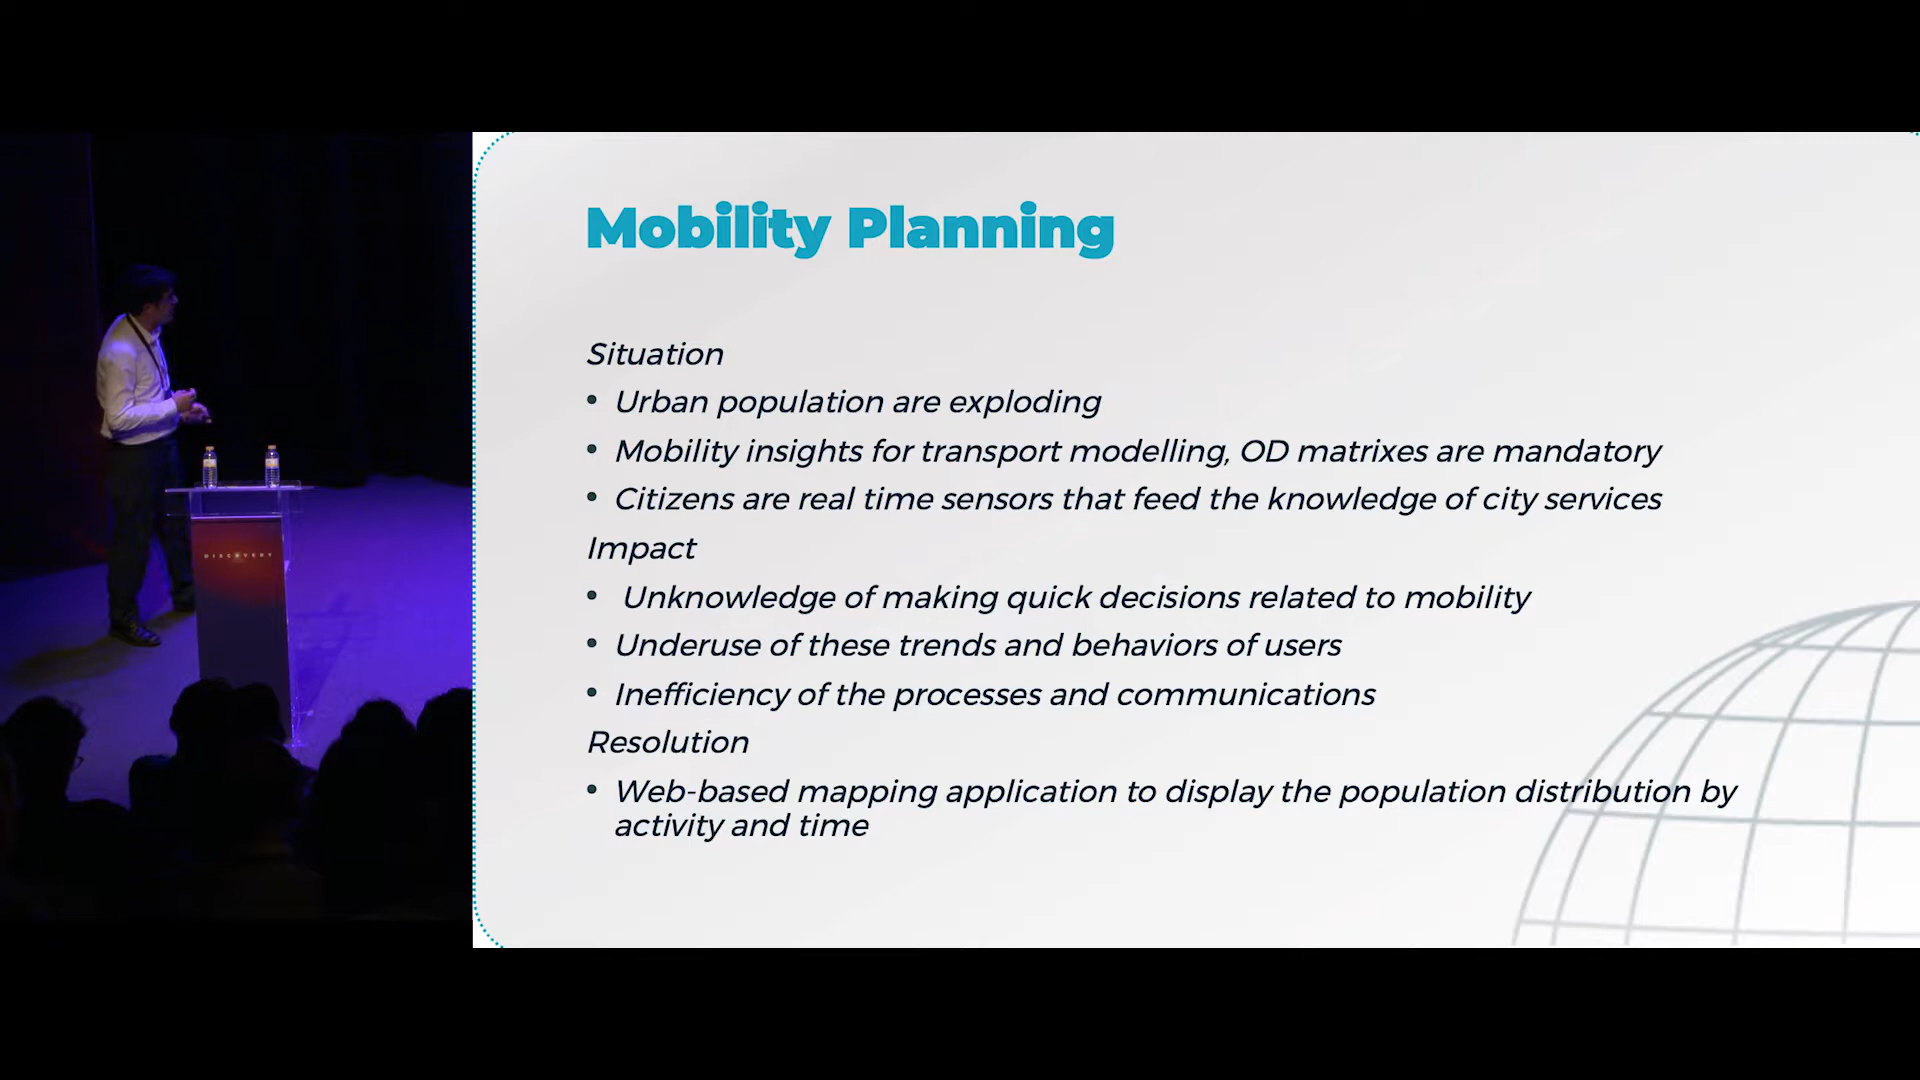 Mobility Planning
Situation
• Urban population are exploding
• Mobility insights for transport modelling, OD matrixes are mandatory
• Citizens are real time sensors that feed the knowledge of city services
Impact
• Unknowledge of making quick decisions related to mobility
• Underuse of these trends and behaviors of users
• Inefficiency of the processes and communications
Resolution
• Web-based mapping application to display the population distribution by
activity and time
DISCOVERY